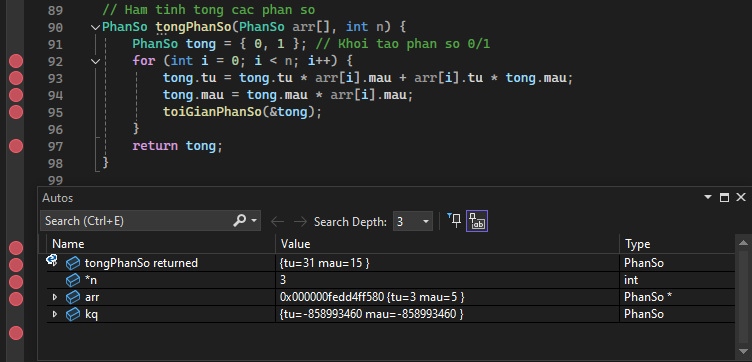 89 // Ham tinh tong cac phan so
90 PhanSo tongPhanSo(PhanSo arr[], int n) {
91 PhanSo tong = { 0, 1 }; // Khoi tao phan so 0/1
92 for (int i = 0; i < n; i++) {
93 tong.tu = tong.tu * arr[i].mau + arr[i].tu * tong.mau;
94 tong.mau = tong.mau * arr[i].mau;
95 toiGianPhanSo(&tong);
96 }
97 return tong;
98 }
99
Autos
Search (Ctrl+E) Search Depth: 3
Name Value Type
tongPhanSo returned {tu=31 mau=15 } PhanSo
*n 3 int
arr 0x000000fedd4ff580 {tu=3 mau=5 } PhanSo *
kq {tu=-858993460 mau=-858993460 } PhanSo